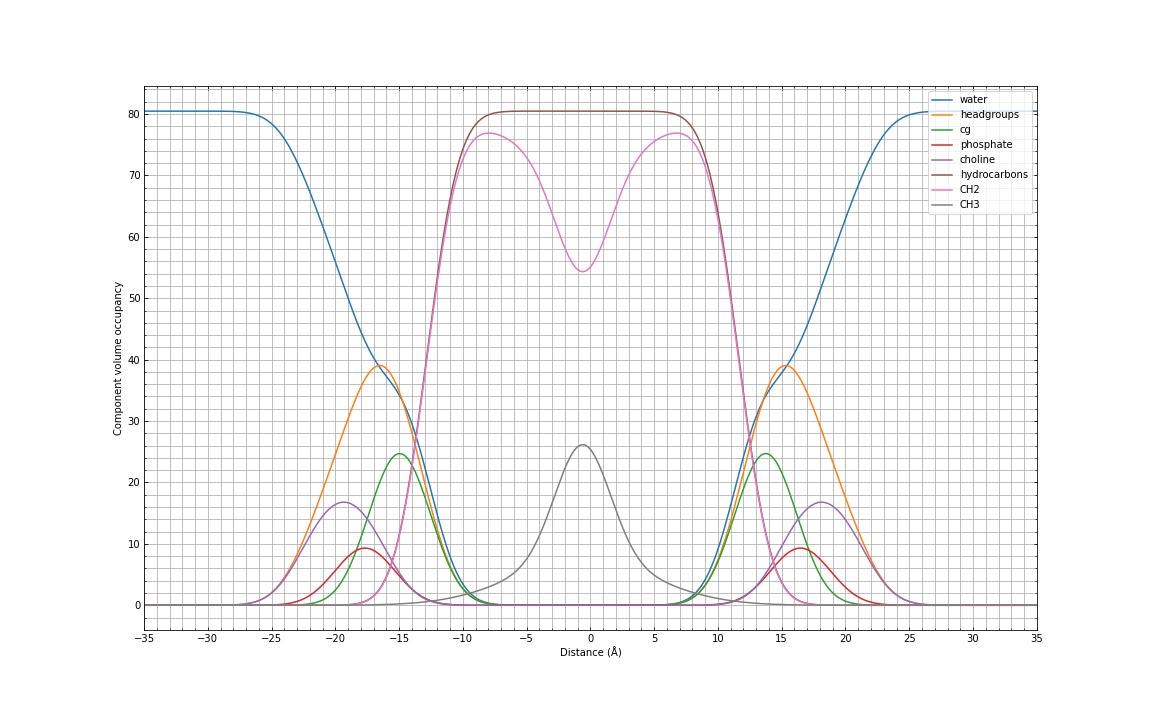 water
headgroups
cg
phosphate
choline
hydrocarbons
CH2
CH3
80
70
60
50
40
30
20
10
0
Component volume occupancy
−35 −30 −25 −20 −15 −10 −5 0 5 10 15 20 25 30 35
Distance (Å)